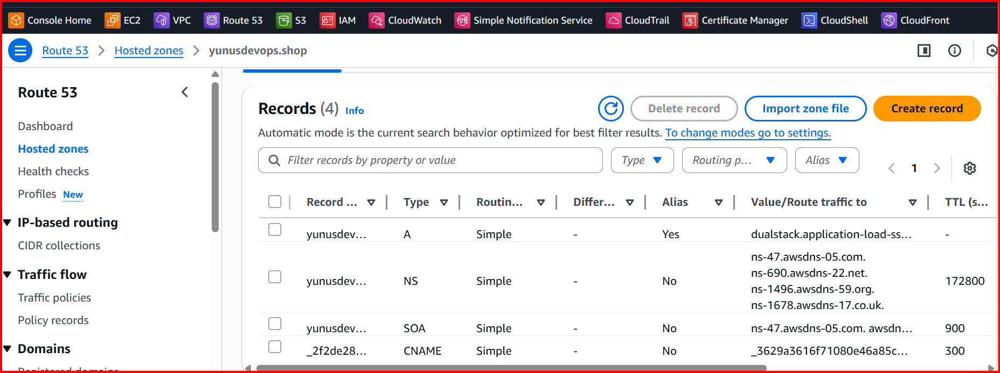 Console Home EC2 VPC Route 53 S3 IAM CloudWatch Simple Notification Service CloudTrail Certificate Manager CloudShell CloudFront
Route 53 Hosted zones yunusdevops.shop
Route 53
Dashboard
Hosted zones
Health checks
Profiles New
IP-based routing
CIDR collections
Traffic flow
Traffic policies
Policy records
Domains
Registered domains
Records (4) Info
Delete record Import zone file Create record
Automatic mode is the current search behavior optimized for best filter results. To change modes go to settings.
Filter records by property or value Type Routing p... Alias 1
Record ... Type Routin... Differ... Alias Value/Route traffic to TTL (s...
yunusdev... A Simple - Yes dualstack.application-load-ss... -
yunusdev... NS Simple - No ns-47.awsdns-05.com. 172800
ns-690.awsdns-22.net.
ns-1496.awsdns-59.org.
ns-1678.awsdns-17.co.uk.
yunusdev... SOA Simple - No ns-47.awsdns-05.com. awsdn... 900
_2f2de28... CNAME Simple - No _3629a3616f71080e46a85c... 300